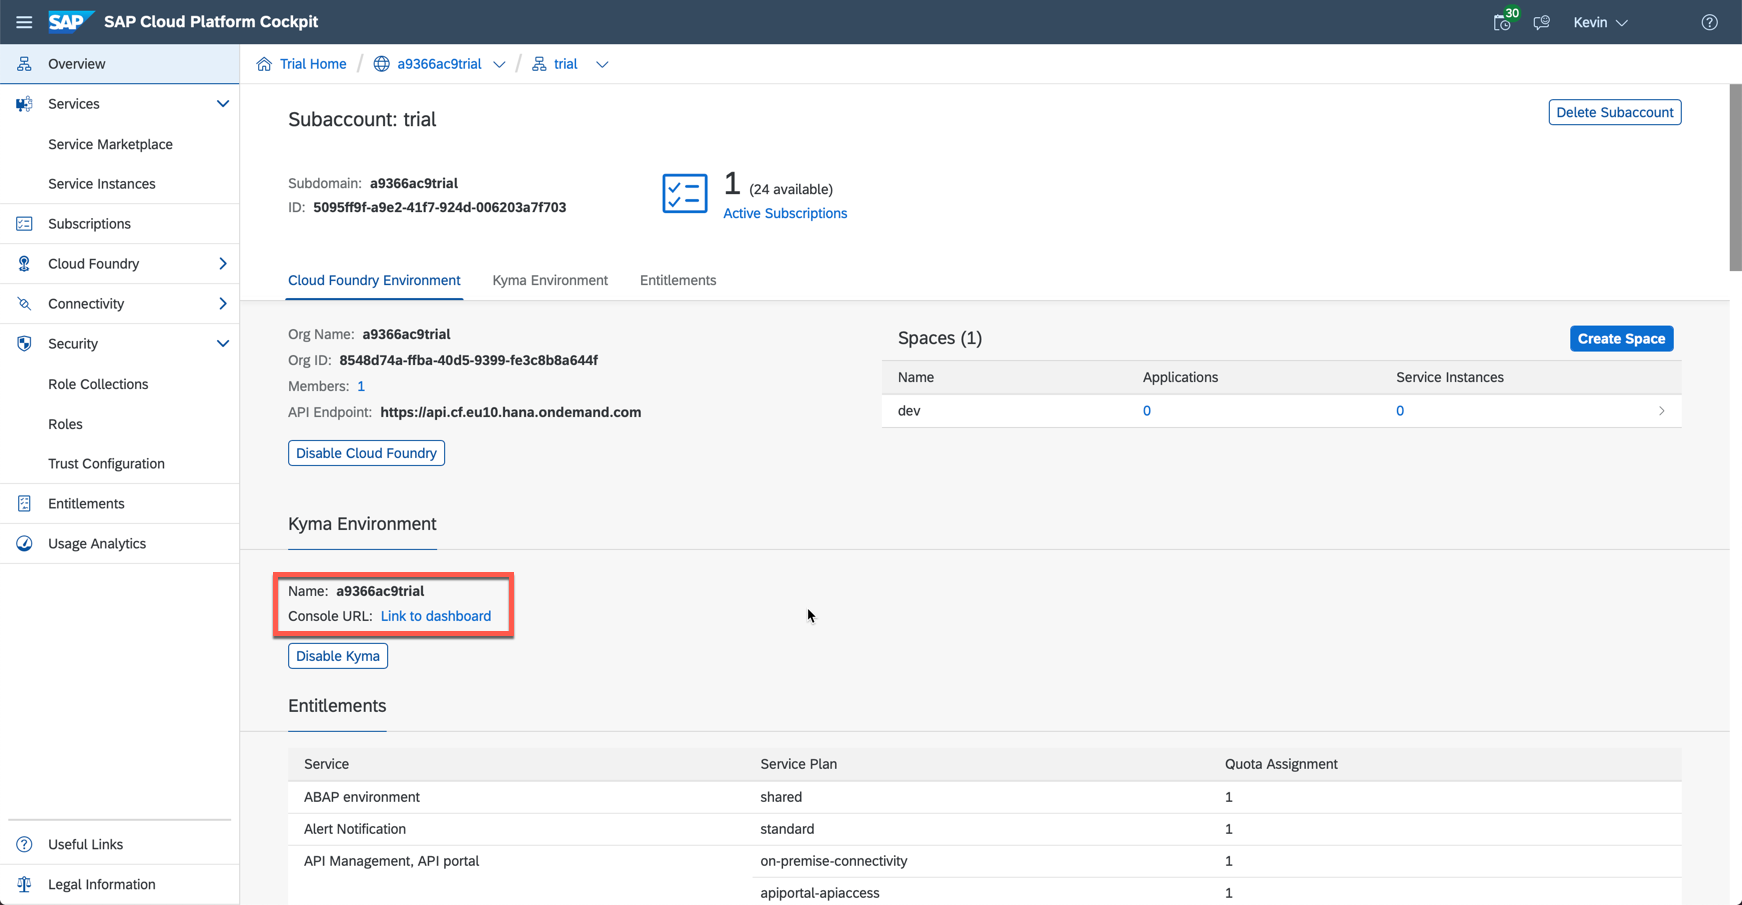 SAP SAP Cloud Platform Cockpit 30 Kevin
Overview
Services
Service Marketplace
Service Instances
Subscriptions
Cloud Foundry
Connectivity
Security
Role Collections
Roles
Trust Configuration
Entitlements
Usage Analytics
Useful Links
Legal Information
Trial Home / a9366ac9trial / trial
Subaccount: trial
Delete Subaccount
Subdomain: a9366ac9trial
ID: 5095ff9f-a9e2-41f7-924d-006203a7f703
1 (24 available)
Active Subscriptions
Cloud Foundry Environment Kyma Environment Entitlements
Org Name: a9366ac9trial
Org ID: 8548d74a-ffba-40d5-9399-fe3c8b8a644f
Members: 1
API Endpoint: https://api.cf.eu10.hana.ondemand.com
Disable Cloud Foundry
Spaces (1) Create Space
Name Applications Service Instances
dev 0 0
Kyma Environment
Name: a9366ac9trial
Console URL: Link to dashboard
Disable Kyma
Entitlements
Service Service Plan Quota Assignment
ABAP environment shared 1
Alert Notification standard 1
API Management, API portal on-premise-connectivity 1
apiportal-apiaccess 1